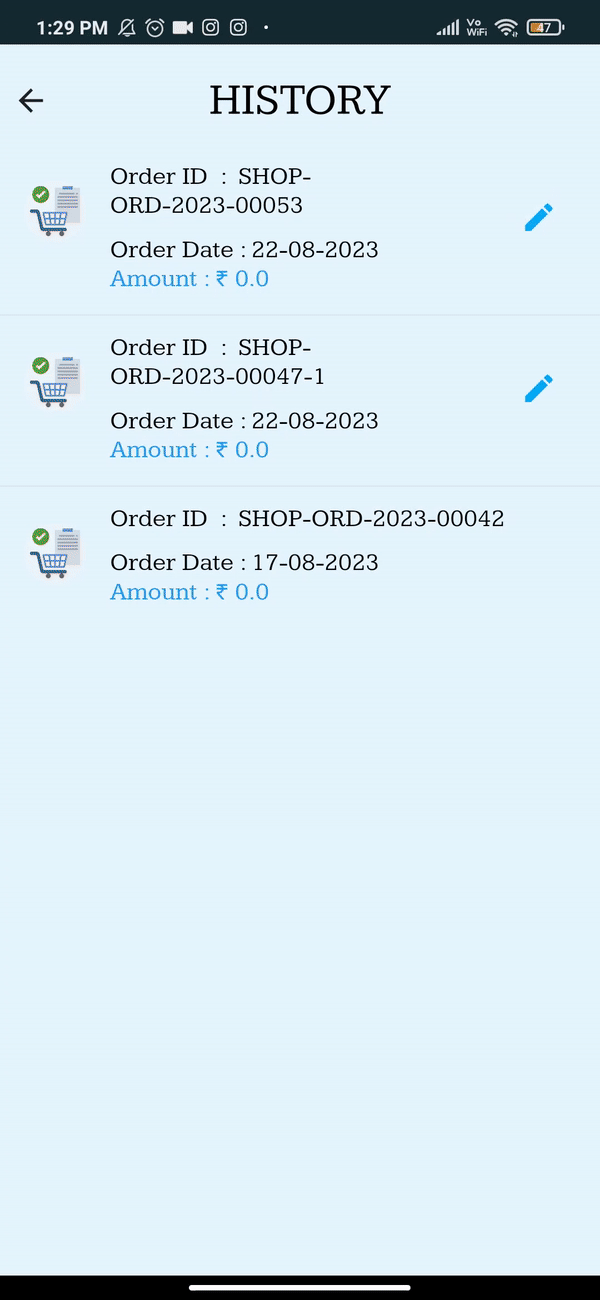 1:29 PM
Vo
WiFi
47
HISTORY
Order ID : SHOP-
ORD-2023-00053
Order Date : 22-08-2023
Amount : ₹ 0.0
Order ID : SHOP-
ORD-2023-00047-1
Order Date : 22-08-2023
Amount : ₹ 0.0
Order ID : SHOP-ORD-2023-00042
Order Date : 17-08-2023
Amount : ₹ 0.0